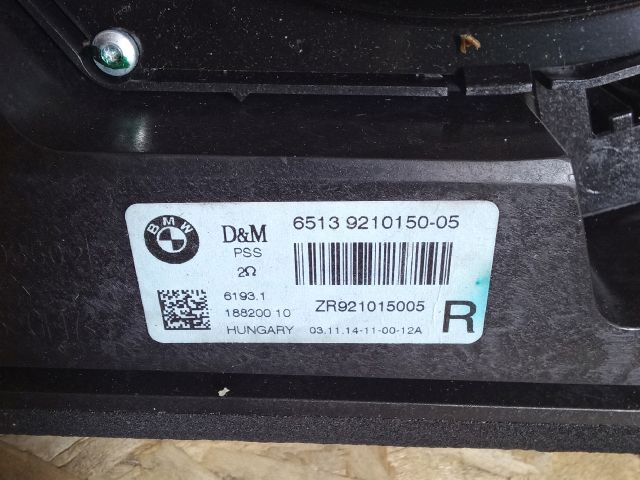 BMW
D&M
PSS
2Ω
6513 9210150-05
6193.1
188200 10
ZR921015005
HUNGARY 03.11.14-11-00-12A
R